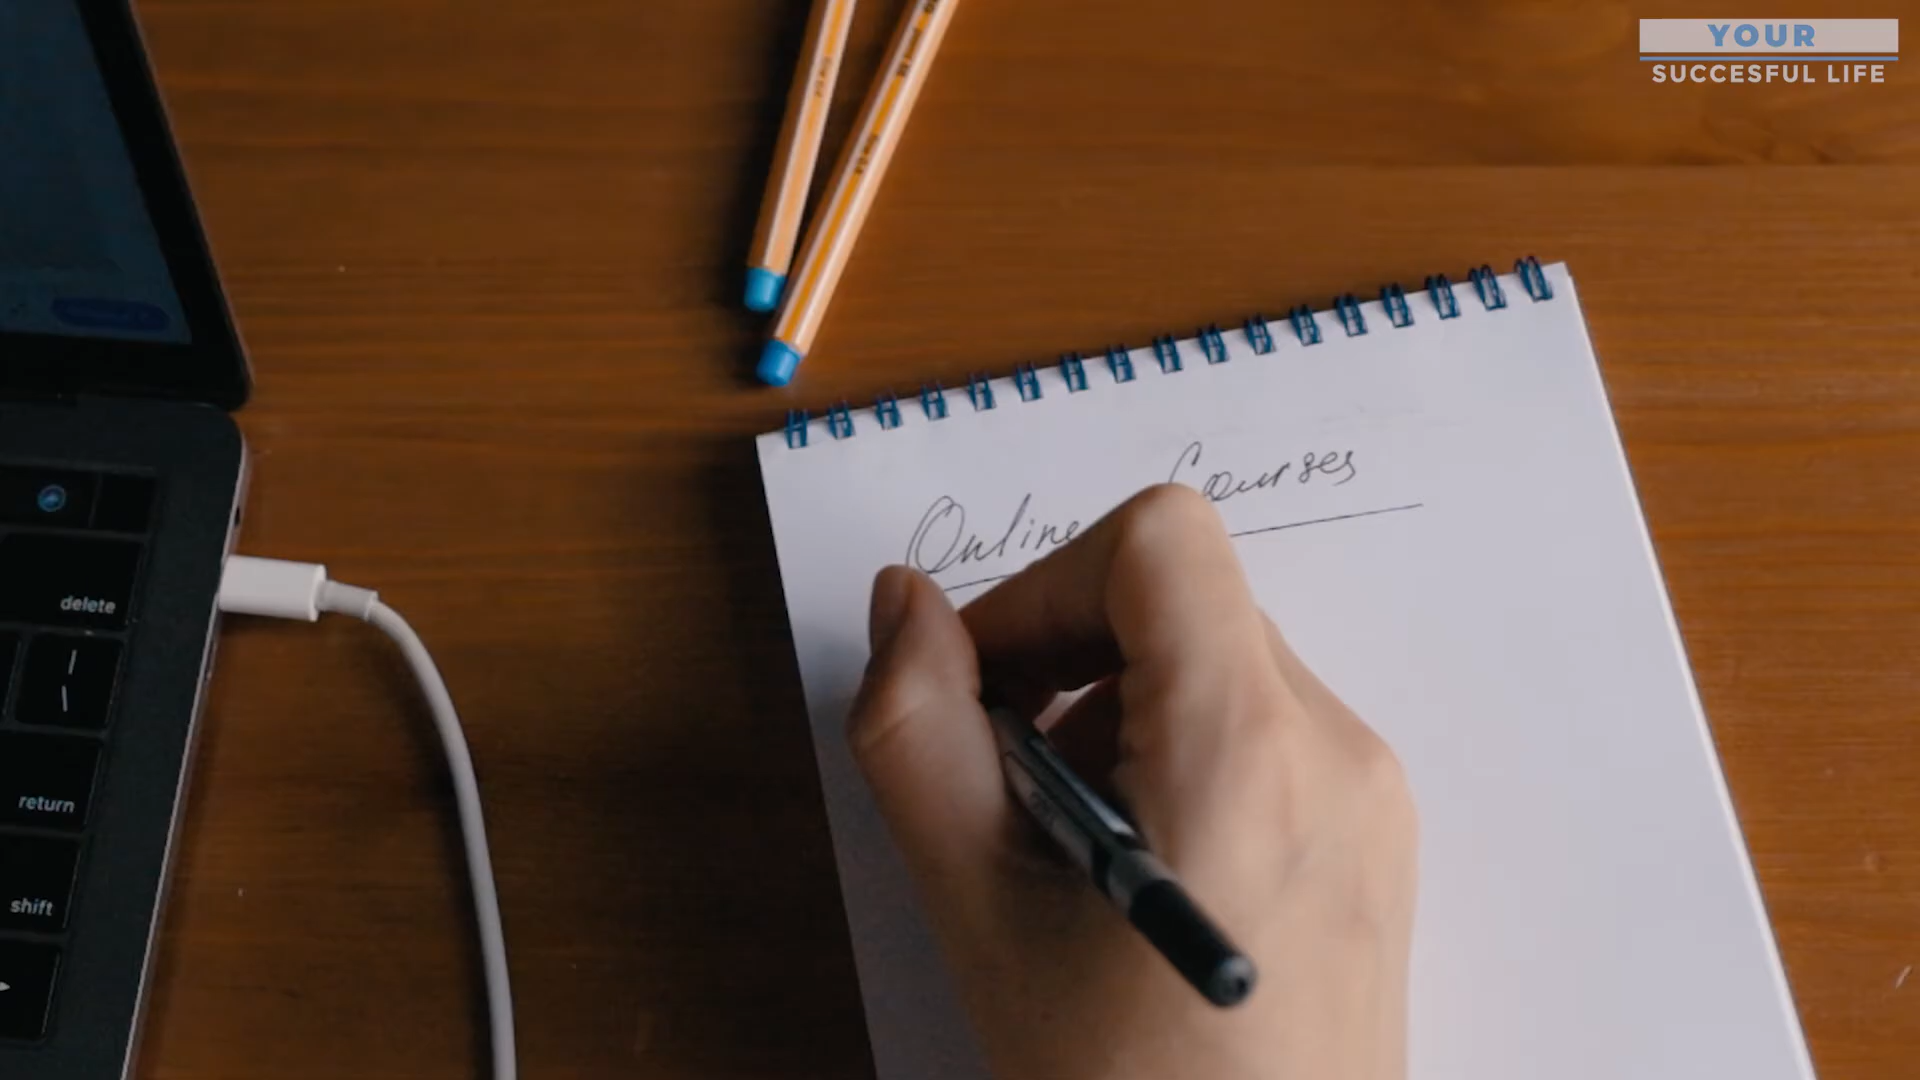 YOUR
SUCCESFUL LIFE
Online Courses
delete
|
\
return
shift